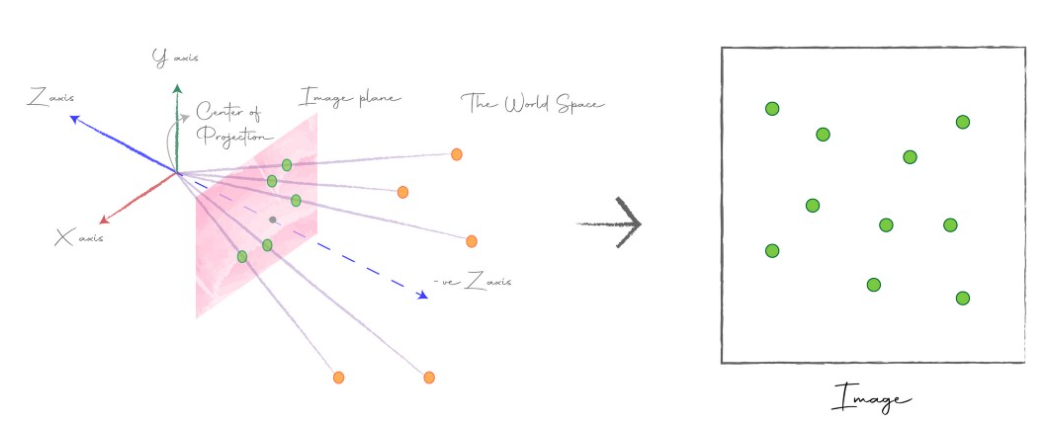 Y axis
Z axis
Center of
Projection
Image plane
The World Space
X axis
-ve Z axis
Image